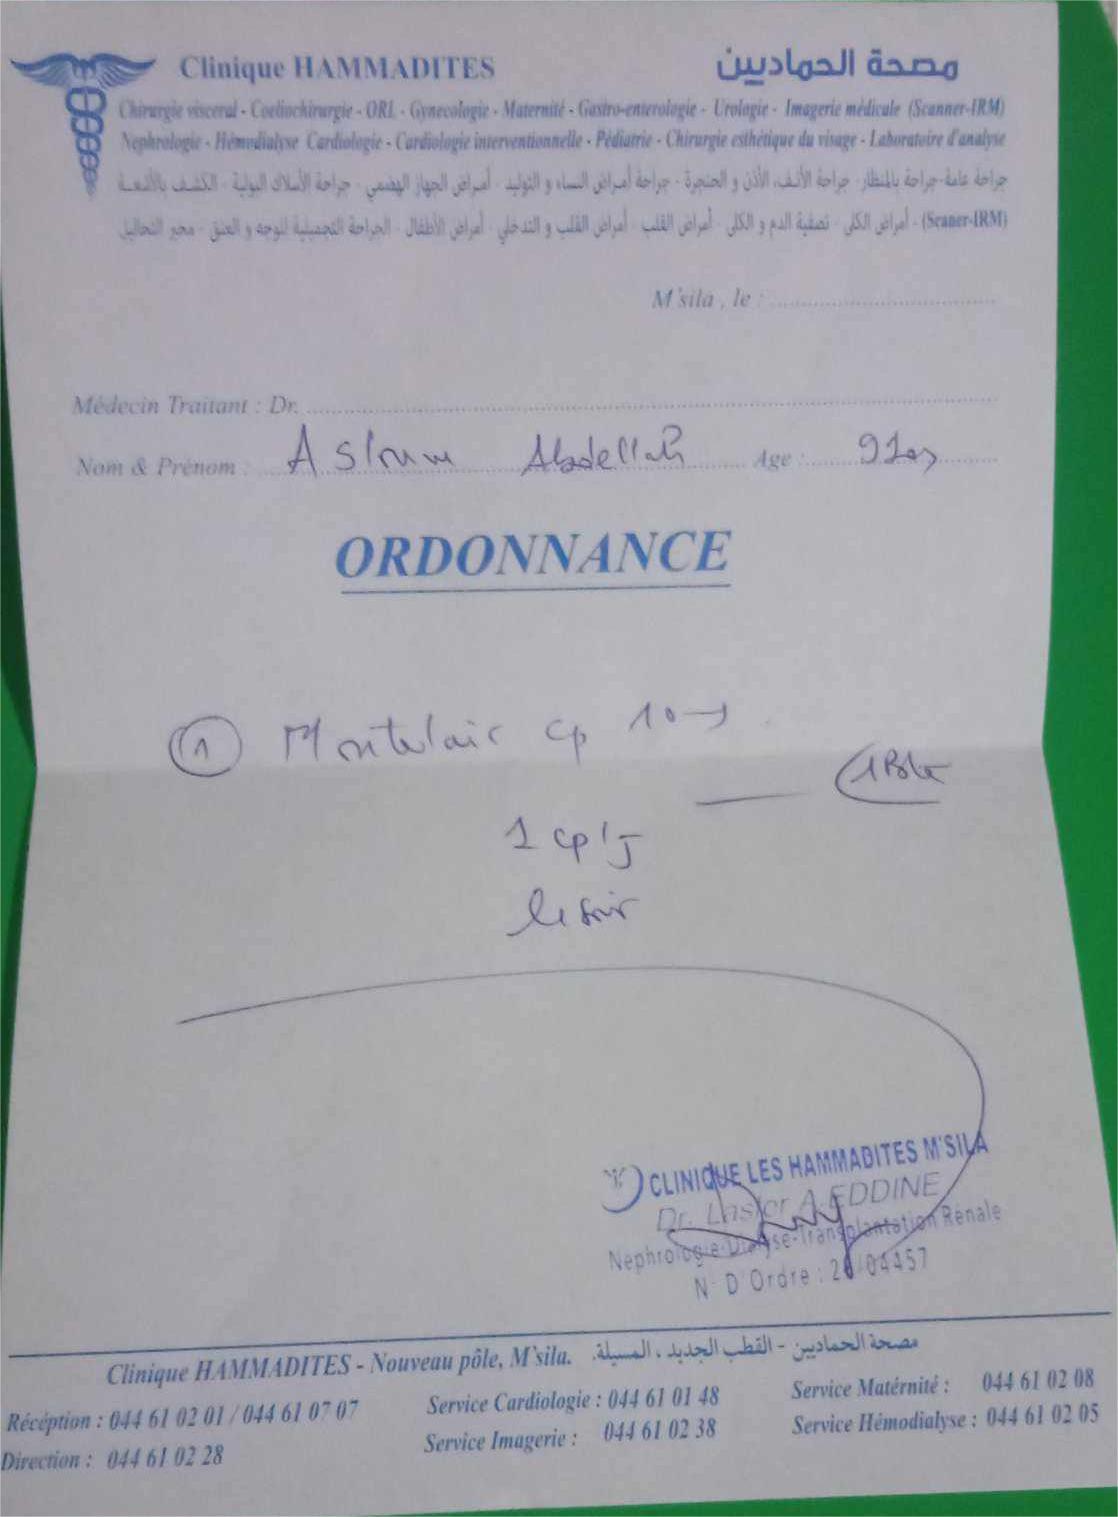 Clinique HAMMADITES
مصحة الحماديين
Chirurgie visceral - Coeliochirurgie - ORL - Gynecologie - Maternité - Gastro-enterologie - Urologie - Imagerie médicale (Scanner-IRM)
Nephrologie - Hémodialyse Cardiologie - Cardiologie interventionnelle - Pédiatrie - Chirurgie esthétique du visage - Laboratoire d'analyse
جراحة عامة-جراحة بالمنظار - جراحة الأنف، الأذن و الحنجرة - جراحة أمراض النساء و التوليد - أمراض الجهاز الهضمي - جراحة الأسلاك البولية - الكشف بالأشعة
(Scaner-IRM) - أمراض الكلى - تصفية الدم و الكلى - أمراض القلب - أمراض القلب و التدخلي - أمراض الأطفال - الجراحة التجميلية للوجه و العنق - مخبر التحاليل
M'sila , le :
Médecin Traitant : Dr.
Nom & Prénom : Abdellah Age :
ORDONNANCE
1 cp 10
1 Bte
1 cp/J
le soir
CLINIQUE LES HAMMADITES M'SILA
Dr. A.EDDINE
Nephrologie-Dialyse-Transplantation Rénale
N D Ordre : 28/04457
Clinique HAMMADITES - Nouveau pôle, M'sila. مصحة الحماديين - القطب الجديد ، المسيلة.
Réception : 044 61 02 01 / 044 61 07 07 Service Cardiologie : 044 61 01 48 Service Matérnité : 044 61 02 08
Direction : 044 61 02 28 Service Imagerie : 044 61 02 38 Service Hémodialyse : 044 61 02 05